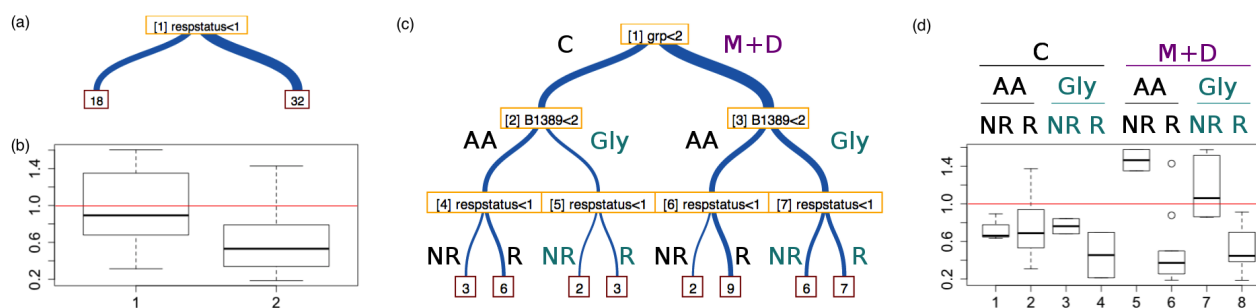 (a)
[1] respstatus<1
18
32
(b)
1.4
1.0
0.6
0.2
1
2
(c)
C
[1] grp<2
M+D
[2] B1389<2
[3] B1389<2
AA
Gly
AA
Gly
[4] respstatus<1
[5] respstatus<1
[6] respstatus<1
[7] respstatus<1
NR
R
NR
R
NR
R
NR
R
3
6
2
3
2
9
6
7
(d)
C
M+D
AA
Gly
AA
Gly
NR R
NR R
NR R
NR R
1.4
1.0
0.6
0.2
1
2
3
4
5
6
7
8